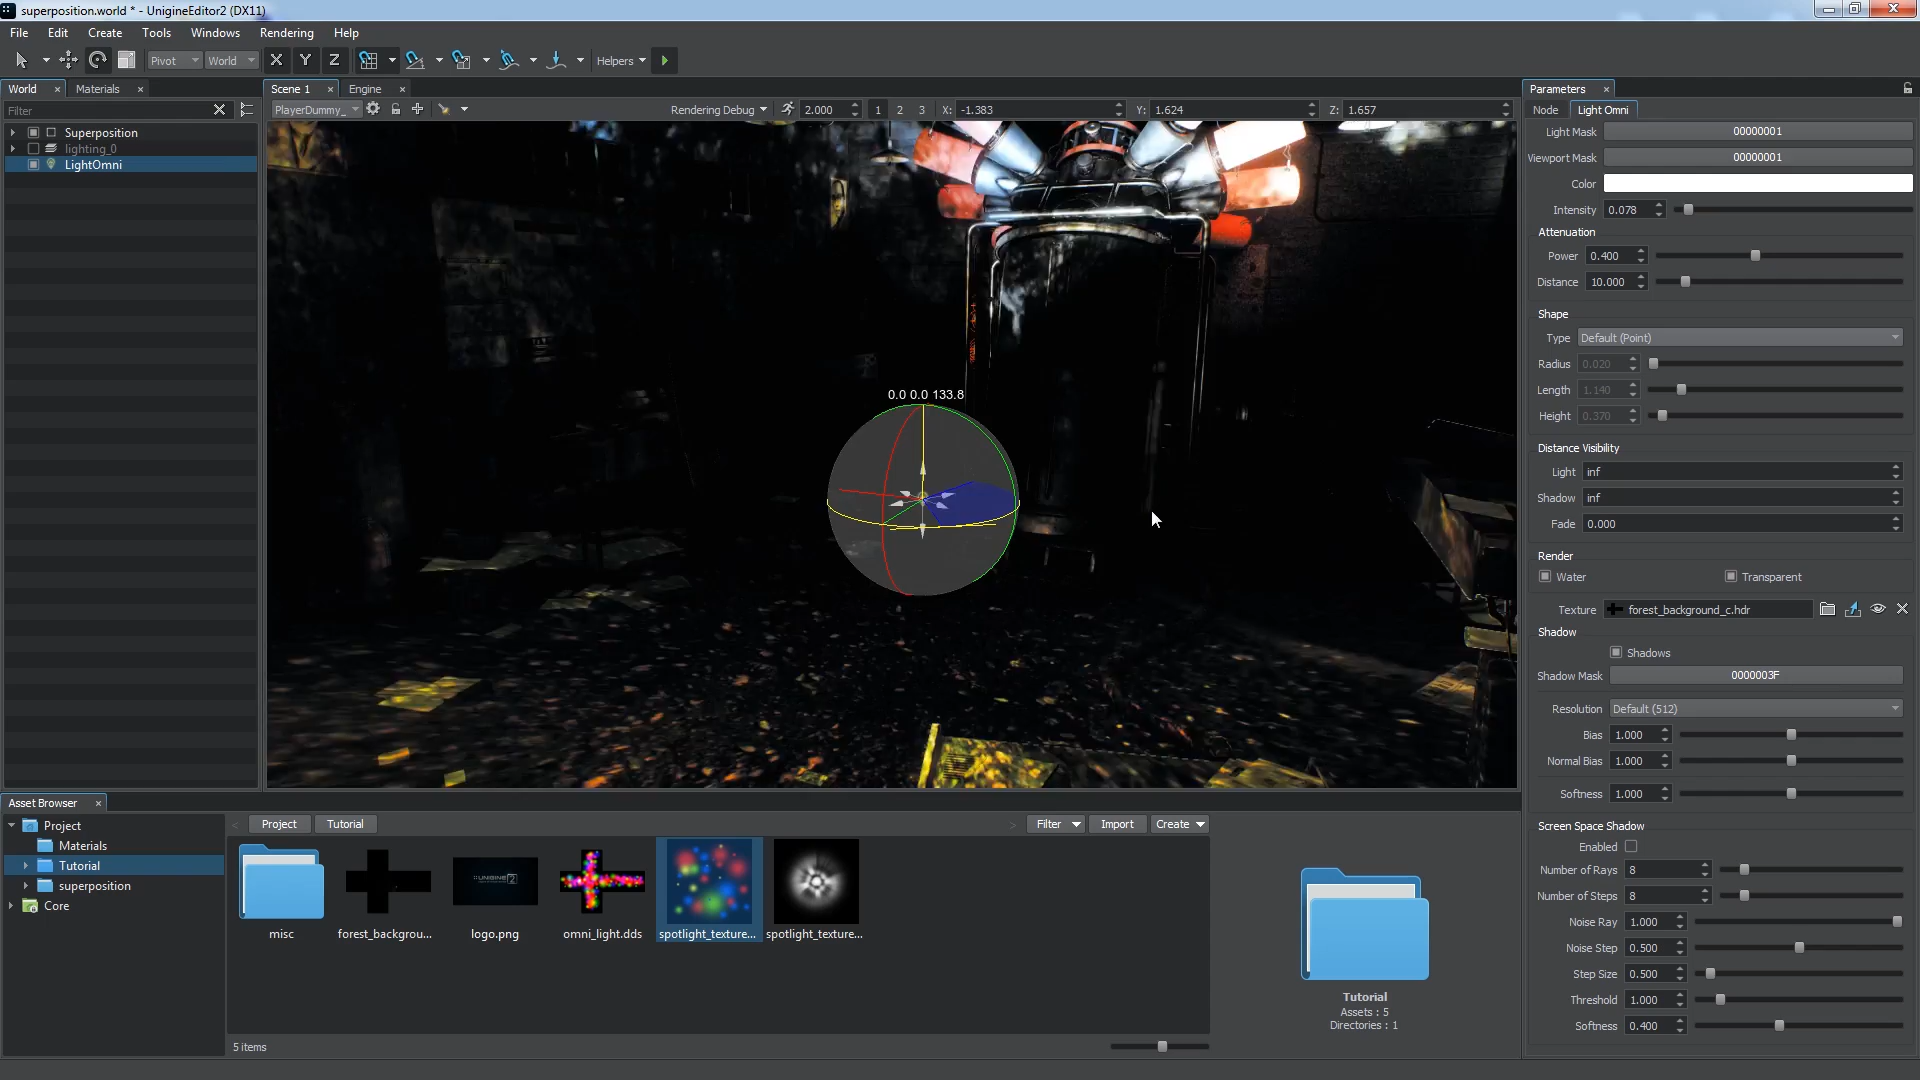 superposition.world * - UnigineEditor2 (DX11)
File Edit Create Tools Windows Rendering Help
Pivot World X Y Z Helpers
World Materials Scene 1 Engine Parameters
Filter PlayerDummy_ Rendering Debug 2.000 1 2 3 X: -1.383 Y: 1.624 Z: 1.657 Node Light Omni
Superposition
lighting_0
LightOmni
0.0 0.0 133.8
Light Mask 00000001
Viewport Mask 00000001
Color
Intensity 0.078
Attenuation
Power 0.400
Distance 10.000
Shape
Type Default (Point)
Radius 0.020
Length 1.140
Height 0.370
Distance Visibility
Light inf
Shadow inf
Fade 0.000
Render
Water Transparent
Texture forest_background_c.hdr
Shadow
Shadows
Shadow Mask 0000003F
Resolution Default (512)
Bias 1.000
Normal Bias 1.000
Softness 1.000
Screen Space Shadow
Enabled
Number of Rays 8
Number of Steps 8
Noise Ray 1.000
Noise Step 0.500
Step Size 0.500
Threshold 1.000
Softness 0.400
Asset Browser
Project
Materials
Tutorial
superposition
Core
< Project Tutorial > Filter Import Create
UNIGINE 2
misc forest_backgrou... logo.png omni_light.dds spotlight_texture... spotlight_texture...
5 items
Tutorial
Assets : 5
Directories : 1